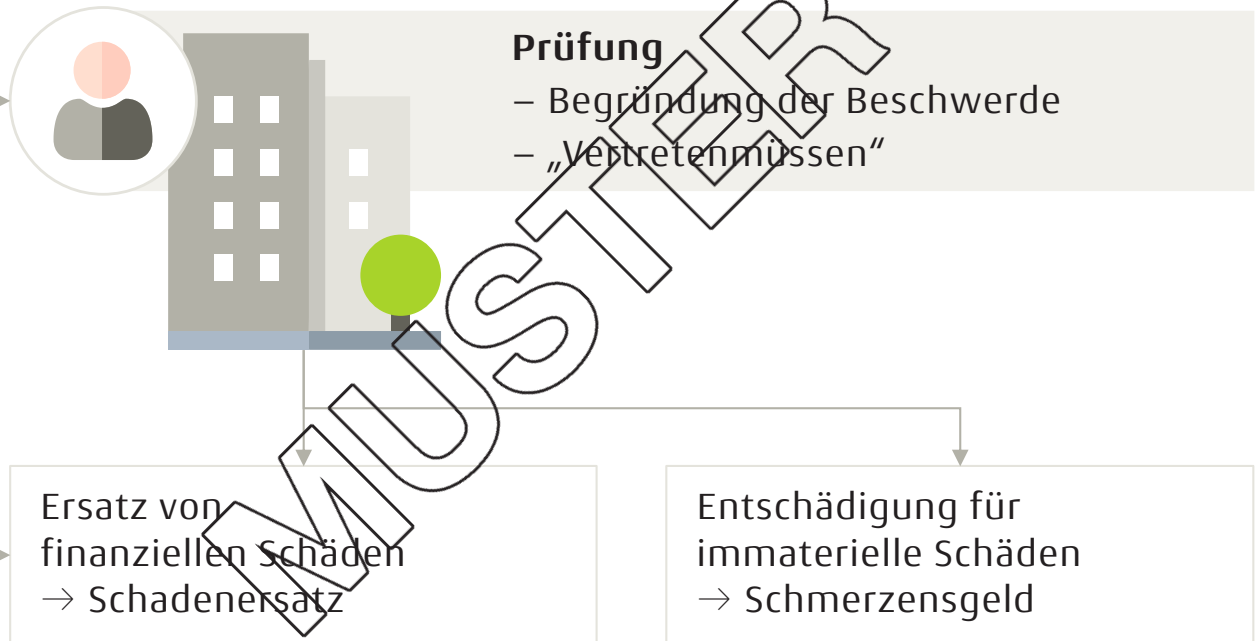 Prüfung
– Begründung der Beschwerde
– „Vertretenmüssen“
MUSTER
Ersatz von
finanziellen Schäden
→ Schadenersatz
Entschädigung für
immaterielle Schäden
→ Schmerzensgeld